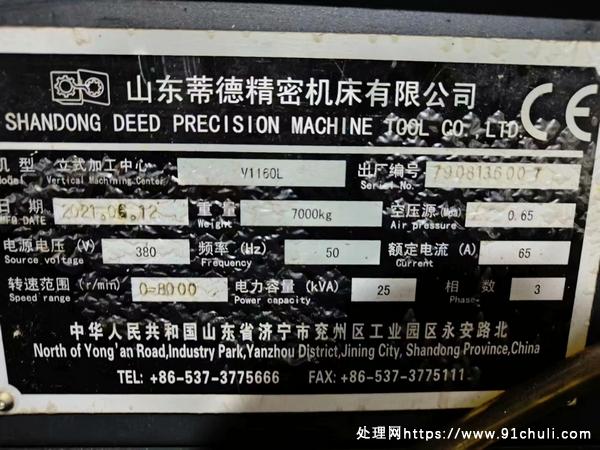 山东蒂德精密机床有限公司
SHANDONG DEED PRECISION MACHINE TOOL CO. LTD. CE
机型 立式加工中心 V1160L 出厂编号 790813600 7
Model Vertical Machining Center Serial No.
日期 2021.06.12 重量 7000kg 空压源(Mpa) 0.65
MFG DATE Weight Air pressure
电源电压(V) 380 频率(Hz) 50 额定电流(A) 65
Source voltage Frequency Current
转速范围(r/min) 0-8000 电力容量(kVA) 25 相数 3
Speed range Power capacity Phase
中华人民共和国山东省济宁市兖州区工业园区永安路北
North of Yong'an Road,Industry Park,Yanzhou District,Jining City, Shandong Province,China
TEL: +86-537-3775666 FAX: +86-537-3775111
处理网https://www.91chuli.com/